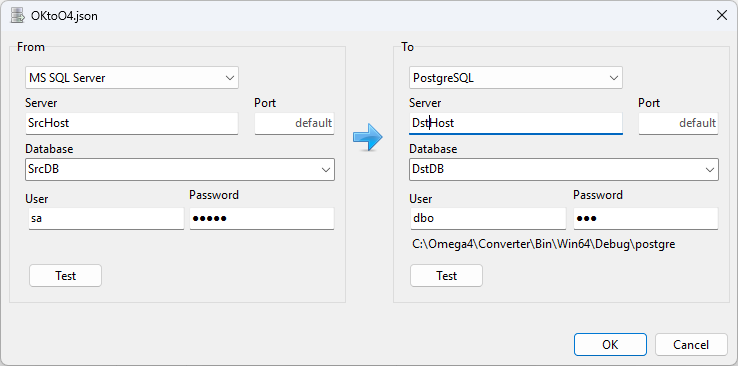 OKtoO4.json
From
MS SQL Server
Server
Port
SrcHost
default
Database
SrcDB
User
Password
sa
●●●●●
Test
To
PostgreSQL
Server
Port
DstHost
default
Database
DstDB
User
Password
dbo
●●●
C:\Omega4\Converter\Bin\Win64\Debug\postgre
Test
OK
Cancel